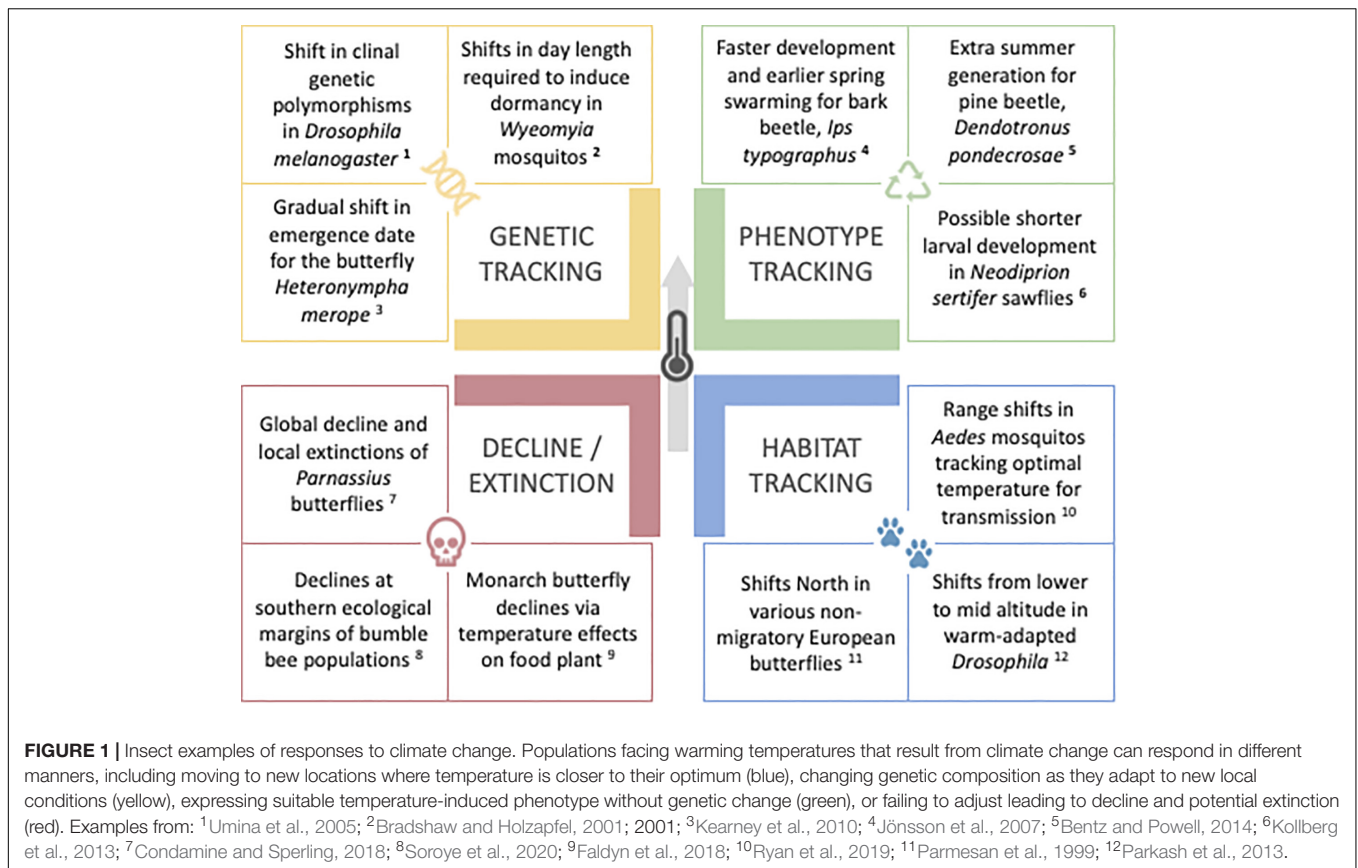 Shift in clinal
genetic
polymorphisms
in Drosophila
melanogaster 1
Shifts in day length
required to induce
dormancy in
Wyeomyia
mosquitos 2
Gradual shift in
emergence date
for the butterfly
Heteronympha
merope 3
GENETIC
TRACKING
Faster development
and earlier spring
swarming for bark
beetle, Ips
typographus 4
Extra summer
generation for
pine beetle,
Dendotronus
pondecrosae 5
PHENOTYPE
TRACKING
Possible shorter
larval development
in Neodiprion
sertifer sawflies 6
Global decline and
local extinctions of
Parnassius
butterflies 7
DECLINE /
EXTINCTION
Declines at
southern ecological
margins of bumble
bee populations 8
Monarch butterfly
declines via
temperature effects
on food plant 9
HABITAT
TRACKING
Range shifts in
Aedes mosquitos
tracking optimal
temperature for
transmission 10
Shifts North in
various non-
migratory European
butterflies 11
Shifts from lower
to mid altitude in
warm-adapted
Drosophila 12
FIGURE 1 | Insect examples of responses to climate change. Populations facing warming temperatures that result from climate change can respond in different
manners, including moving to new locations where temperature is closer to their optimum (blue), changing genetic composition as they adapt to new local
conditions (yellow), expressing suitable temperature-induced phenotype without genetic change (green), or failing to adjust leading to decline and potential extinction
(red). Examples from: 1Umina et al., 2005; 2Bradshaw and Holzapfel, 2001; 2001; 3Kearney et al., 2010; 4Jönsson et al., 2007; 5Bentz and Powell, 2014; 6Kollberg
et al., 2013; 7Condamine and Sperling, 2018; 8Soroye et al., 2020; 9Faldyn et al., 2018; 10Ryan et al., 2019; 11Parmesan et al., 1999; 12Parkash et al., 2013.